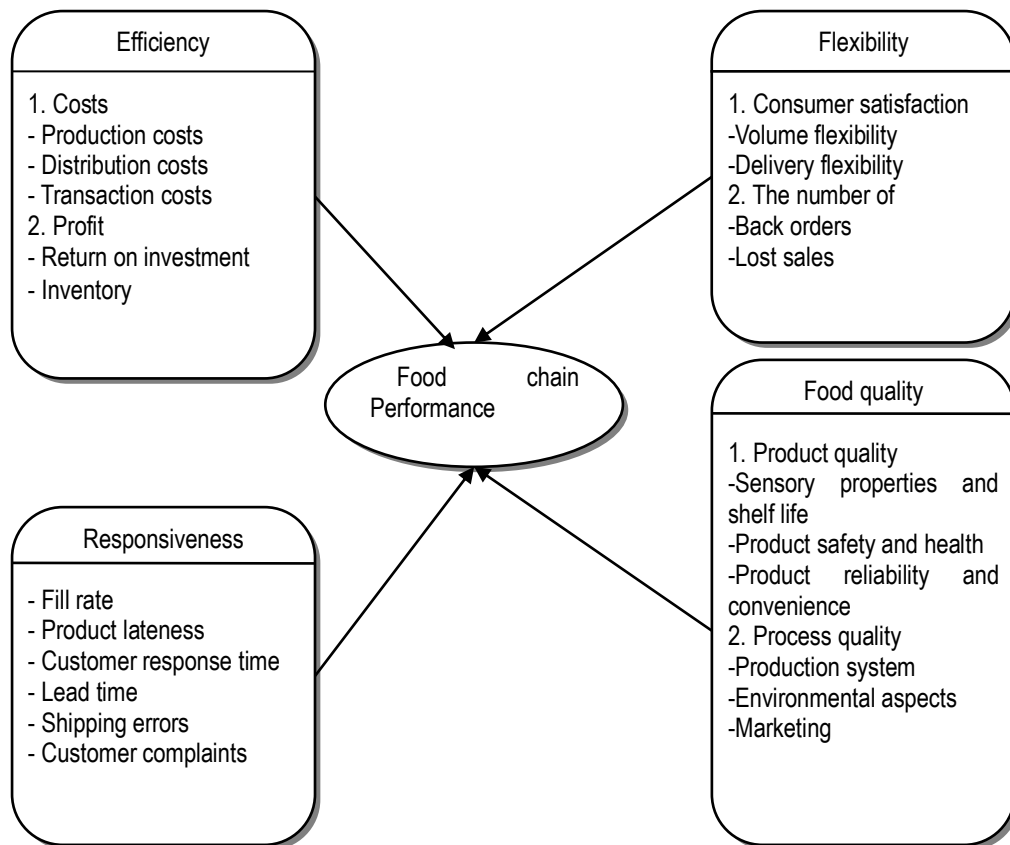 Efficiency
1. Costs
- Production costs
- Distribution costs
- Transaction costs
2. Profit
- Return on investment
- Inventory
Flexibility
1. Consumer satisfaction
-Volume flexibility
-Delivery flexibility
2. The number of
-Back orders
-Lost sales
Food chain
Performance
Responsiveness
- Fill rate
- Product lateness
- Customer response time
- Lead time
- Shipping errors
- Customer complaints
Food quality
1. Product quality
-Sensory properties and
shelf life
-Product safety and health
-Product reliability and
convenience
2. Process quality
-Production system
-Environmental aspects
-Marketing